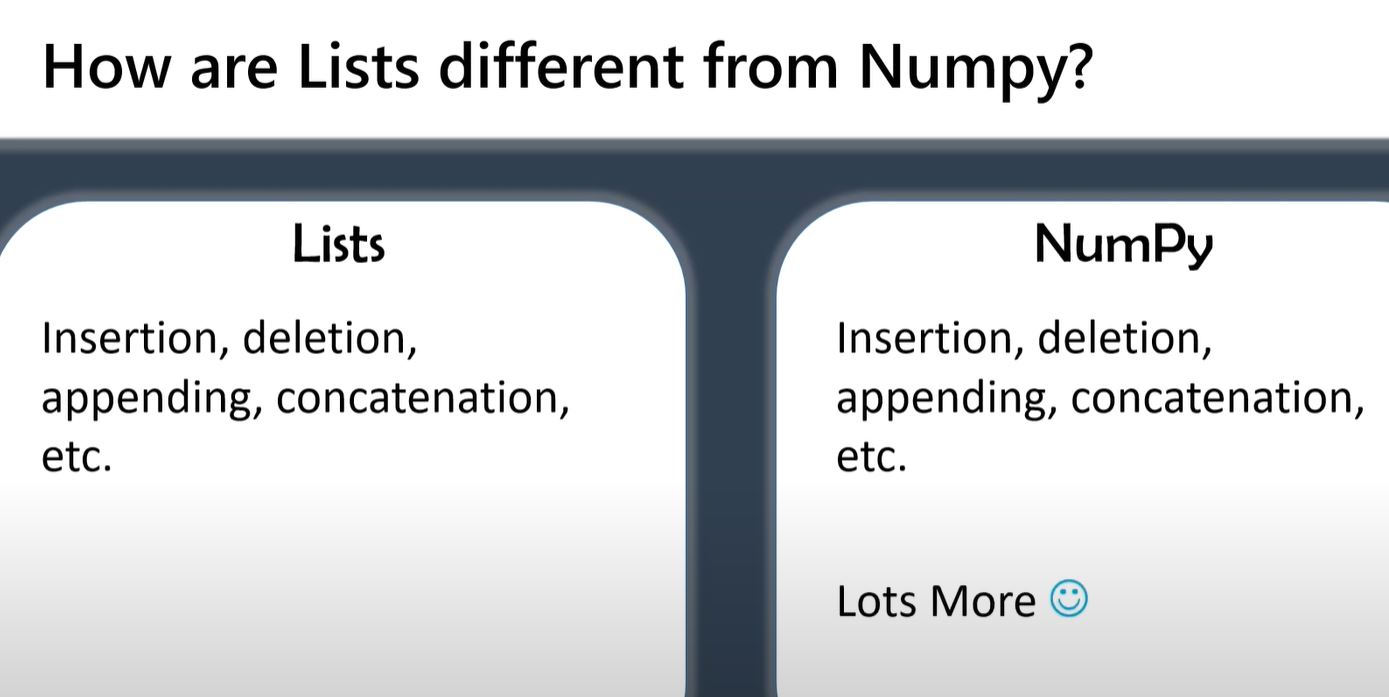 How are Lists different from Numpy?
Lists
Insertion, deletion,
appending, concatenation,
etc.
NumPy
Insertion, deletion,
appending, concatenation,
etc.
Lots More ☺